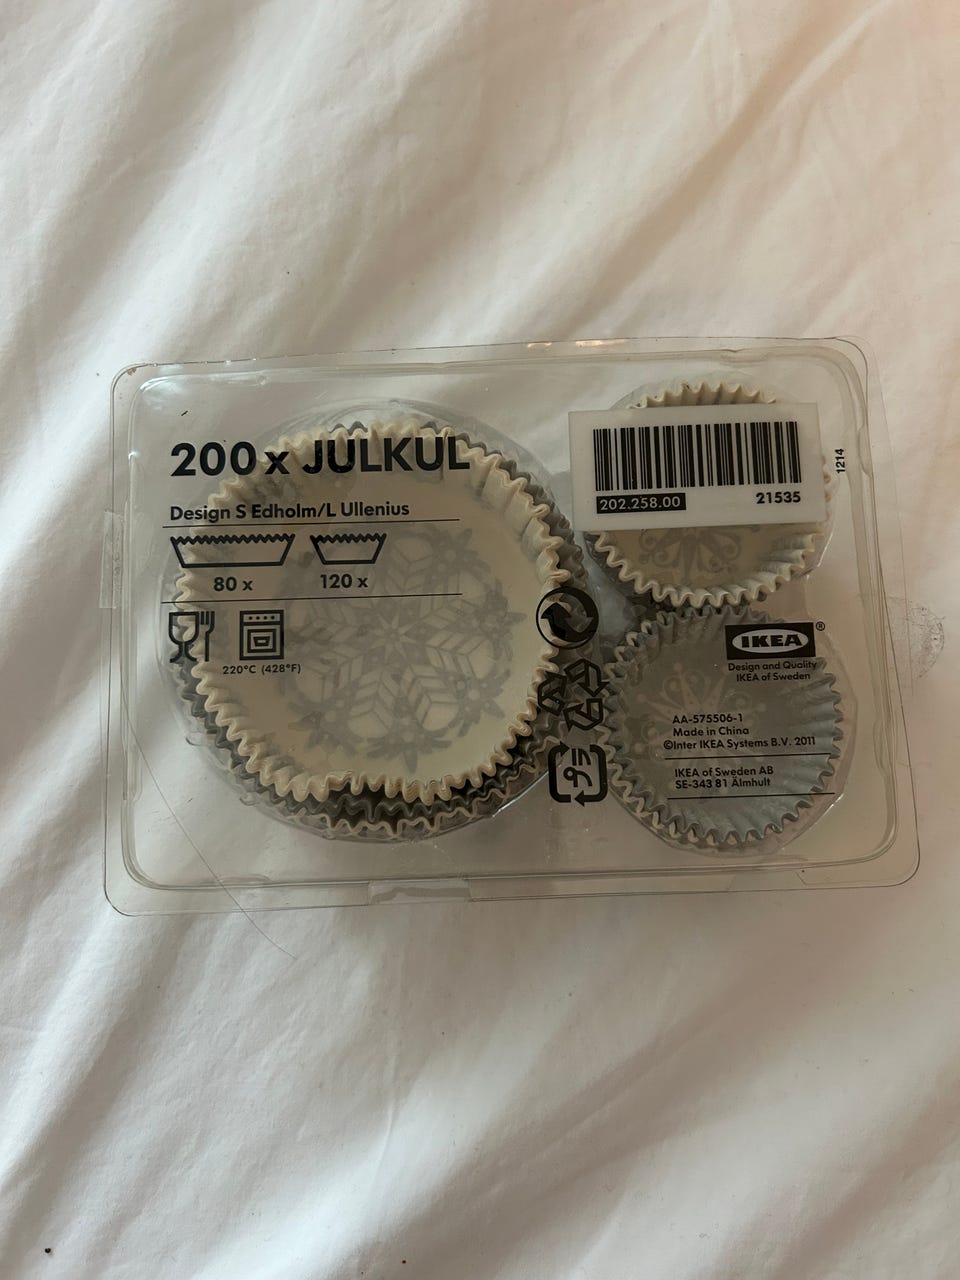 200 x JULKUL
Design S Edholm/L Ullenius
80 x
120 x
220°C (428°F)
202.258.00
21535
1214
IKEA®
Design and Quality
IKEA of Sweden
AA-575506-1
Made in China
©Inter IKEA Systems B.V. 2011
IKEA of Sweden AB
SE-343 81 Älmhult